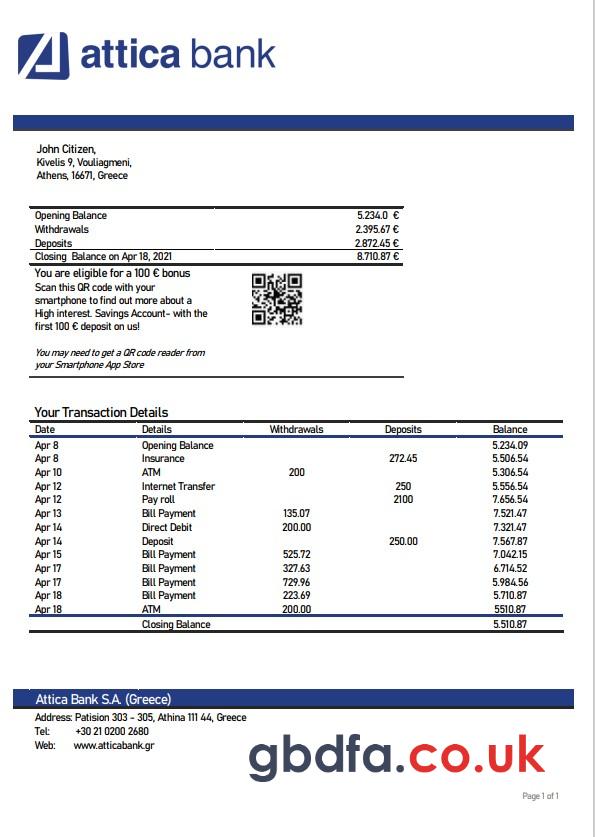 attica bank
John Citizen,
Kivelis 9, Vouliagmeni,
Athens, 16671, Greece
Opening Balance 5.234.0 €
Withdrawals 2.395.67 €
Deposits 2.872.45 €
Closing Balance on Apr 18, 2021 8.710.87 €
You are eligible for a 100 € bonus
Scan this QR code with your
smartphone to find out more about a
High interest. Savings Account- with the
first 100 € deposit on us!
You may need to get a QR code reader from
your Smartphone App Store
Your Transaction Details
Date Details Withdrawals Deposits Balance
Apr 8 Opening Balance 5.234.09
Apr 8 Insurance 272.45 5.506.54
Apr 10 ATM 200 5.306.54
Apr 12 Internet Transfer 250 5.556.54
Apr 12 Pay roll 2100 7.656.54
Apr 13 Bill Payment 135.07 7.521.47
Apr 14 Direct Debit 200.00 7.321.47
Apr 14 Deposit 250.00 7.567.87
Apr 15 Bill Payment 525.72 7.042.15
Apr 17 Bill Payment 327.63 6.714.52
Apr 17 Bill Payment 729.96 5.984.56
Apr 18 Bill Payment 223.69 5.710.87
Apr 18 ATM 200.00 5510.87
Closing Balance 5.510.87
Attica Bank S.A. (Greece)
Address: Patision 303 - 305, Athina 111 44, Greece
Tel: +30 21 0200 2680
Web: www.atticabank.gr
gbdfa.co.uk
Page 1 of 1